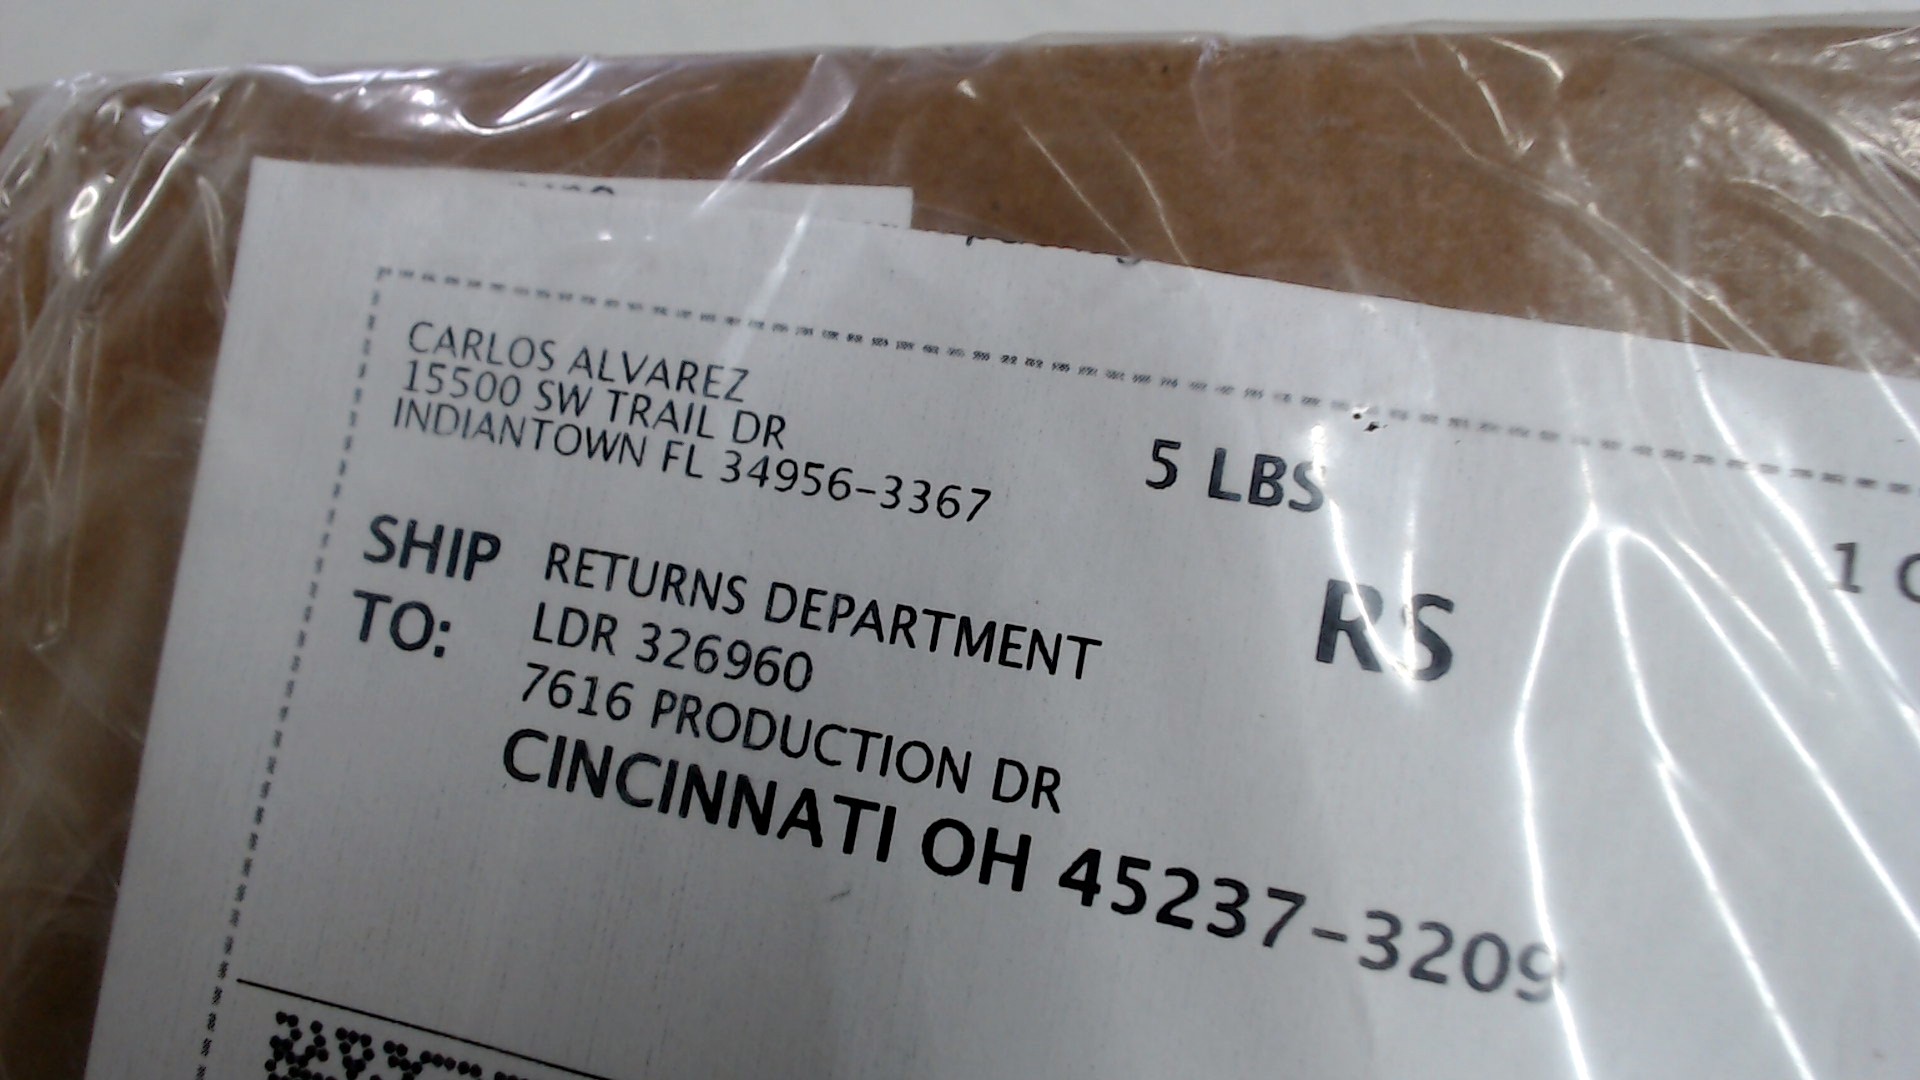 CARLOS ALVAREZ
15500 SW TRAIL DR
INDIANTOWN FL 34956-3367
5 LBS
1
RS
SHIP TO:
RETURNS DEPARTMENT
LDR 326960
7616 PRODUCTION DR
CINCINNATI OH 45237-3209